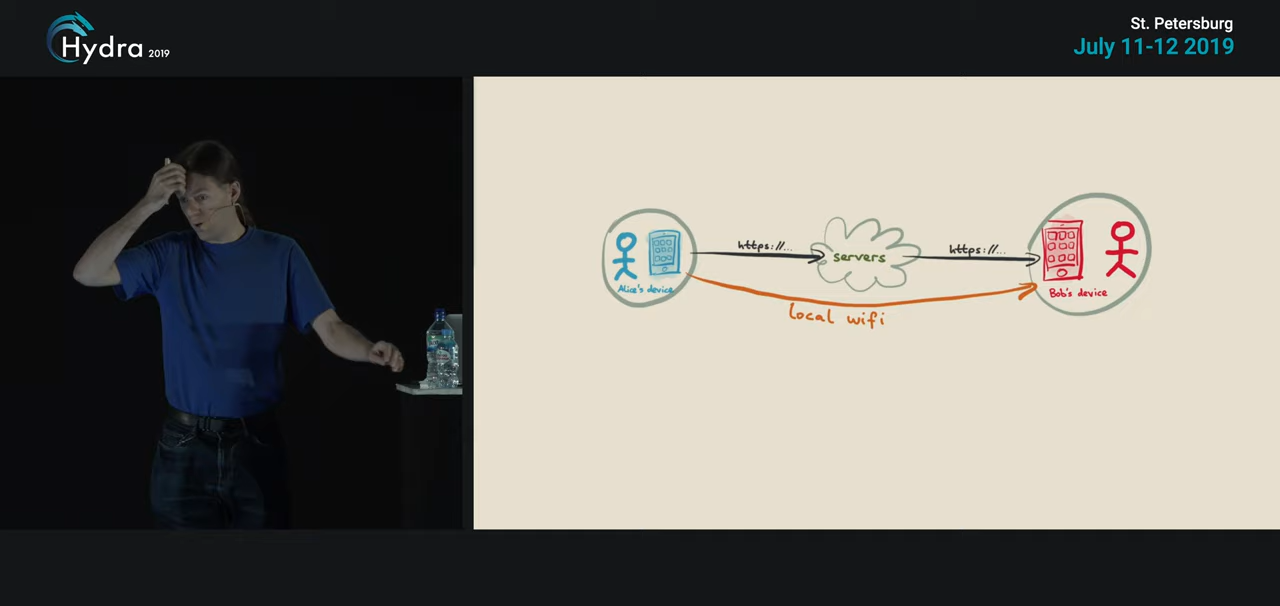 Hydra 2019
St. Petersburg
July 11-12 2019
https://...
servers
https://...
Alice's device
Bob's device
local wifi